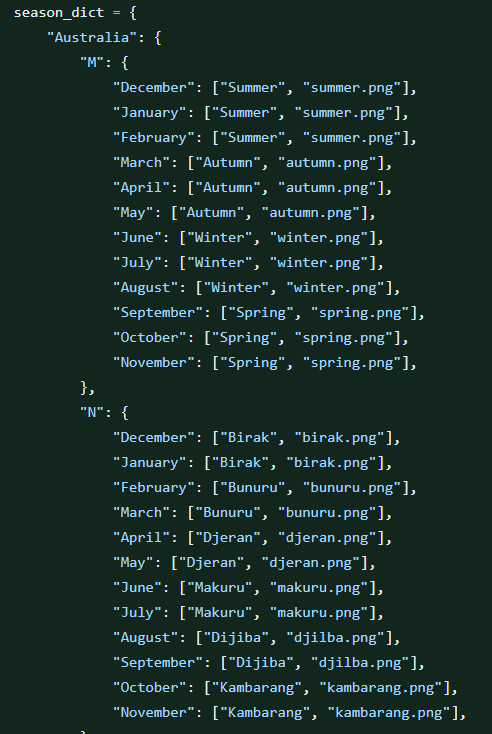 season_dict = {
    "Australia": {
        "M": {
            "December": ["Summer", "summer.png"],
            "January": ["Summer", "summer.png"],
            "February": ["Summer", "summer.png"],
            "March": ["Autumn", "autumn.png"],
            "April": ["Autumn", "autumn.png"],
            "May": ["Autumn", "autumn.png"],
            "June": ["Winter", "winter.png"],
            "July": ["Winter", "winter.png"],
            "August": ["Winter", "winter.png"],
            "September": ["Spring", "spring.png"],
            "October": ["Spring", "spring.png"],
            "November": ["Spring", "spring.png"],
        },
        "N": {
            "December": ["Birak", "birak.png"],
            "January": ["Birak", "birak.png"],
            "February": ["Bunuru", "bunuru.png"],
            "March": ["Bunuru", "bunuru.png"],
            "April": ["Djeran", "djeran.png"],
            "May": ["Djeran", "djeran.png"],
            "June": ["Makuru", "makuru.png"],
            "July": ["Makuru", "makuru.png"],
            "August": ["Dijiba", "djilba.png"],
            "September": ["Dijiba", "djilba.png"],
            "October": ["Kambarang", "kambarang.png"],
            "November": ["Kambarang", "kambarang.png"],